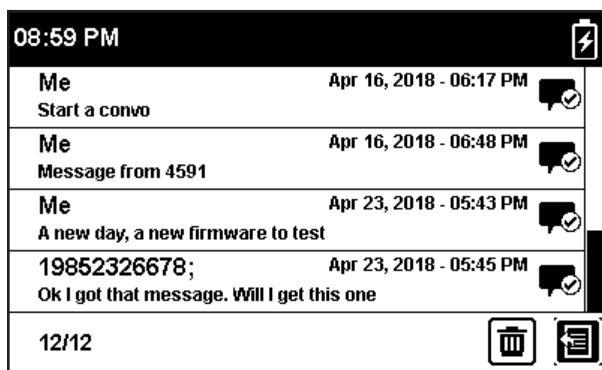 08:59 PM
Me Apr 16, 2018 - 06:17 PM
Start a convo
Me Apr 16, 2018 - 06:48 PM
Message from 4591
Me Apr 23, 2018 - 05:43 PM
A new day, a new firmware to test
19852326678; Apr 23, 2018 - 05:45 PM
Ok I got that message. Will I get this one
12/12